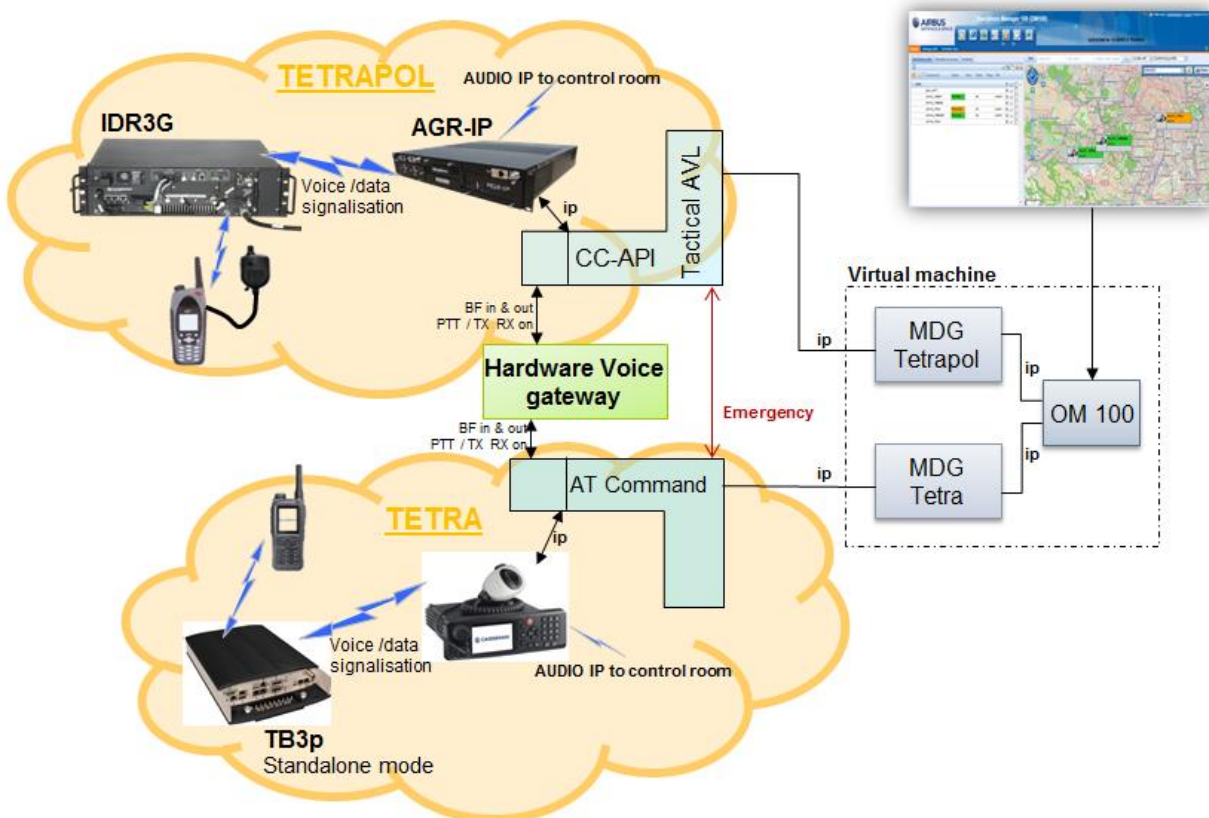 AIRBUS
DEFENCE & SPACE
TETRAPOL
AUDIO IP to control room
IDR3G
AGR-IP
Voice /data
signalisation
ip
CC-API
Tactical AVL
BF in & out
PTT / TX RX on
Hardware Voice
gateway
Emergency
BF in & out
PTT / TX RX on
Virtual machine
ip
MDG
Tetrapol
ip
OM 100
ip
MDG
Tetra
ip
AT Command
TETRA
ip
CASSIDIAN
Voice /data
signalisation
AUDIO IP to control room
TB3p
Standalone mode